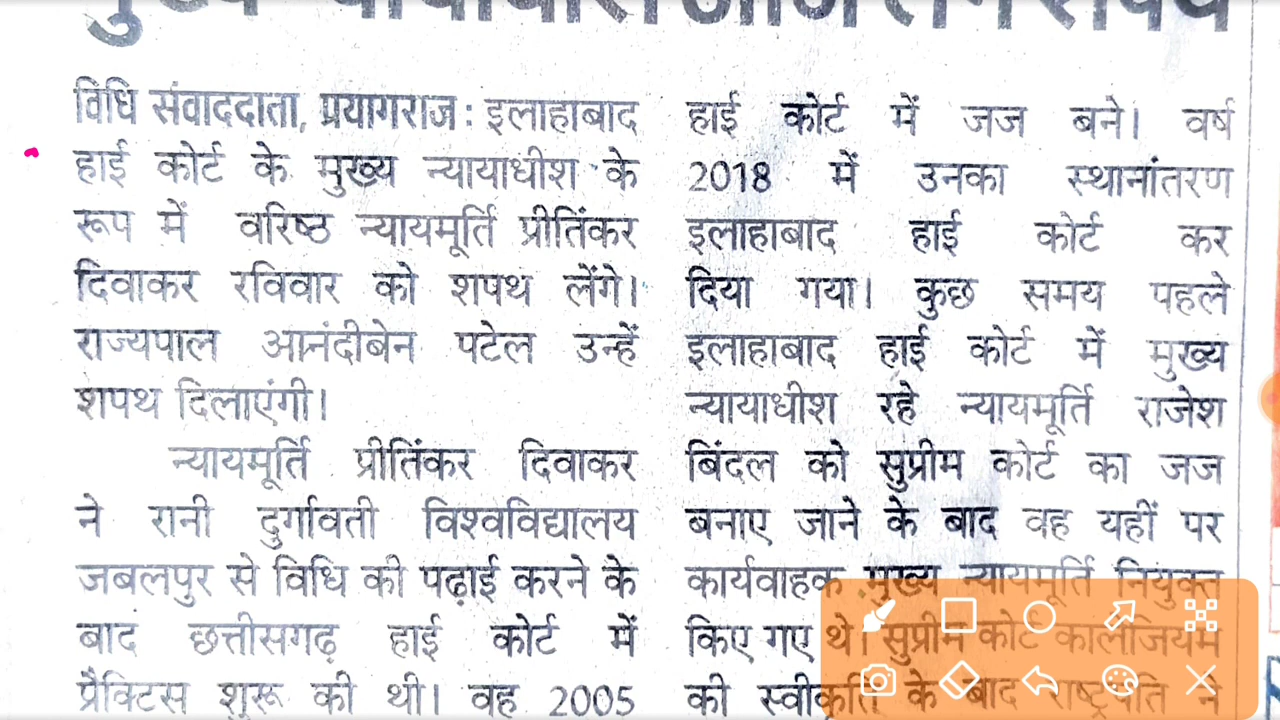 विधि संवाददाता, प्रयागराज: इलाहाबाद
हाई कोर्ट के मुख्य न्यायाधीश के
रूप में वरिष्ठ न्यायमूर्ति प्रीतिंकर
दिवाकर रविवार को शपथ लेंगे।
राज्यपाल आनंदीबेन पटेल उन्हें
शपथ दिलाएंगी।
न्यायमूर्ति प्रीतिंकर दिवाकर
ने रानी दुर्गावती विश्वविद्यालय
जबलपुर से विधि की पढ़ाई करने के
बाद छत्तीसगढ़ हाई कोर्ट में
प्रैक्टिस शुरू की थी। वह 2005
हाई कोर्ट में जज बने। वर्ष
2018 में उनका स्थानांतरण
इलाहाबाद हाई कोर्ट कर
दिया गया। कुछ समय पहले
इलाहाबाद हाई कोर्ट में मुख्य
न्यायाधीश रहे न्यायमूर्ति राजेश
बिंदल को सुप्रीम कोर्ट का जज
बनाए जाने के बाद वह यहीं पर
कार्यवाहक मुख्य न्यायमूर्ति नियुक्त
किए गए थे। सुप्रीम कोर्ट कालेजियम
की स्वीकृति के बाद राष्ट्रपति ने